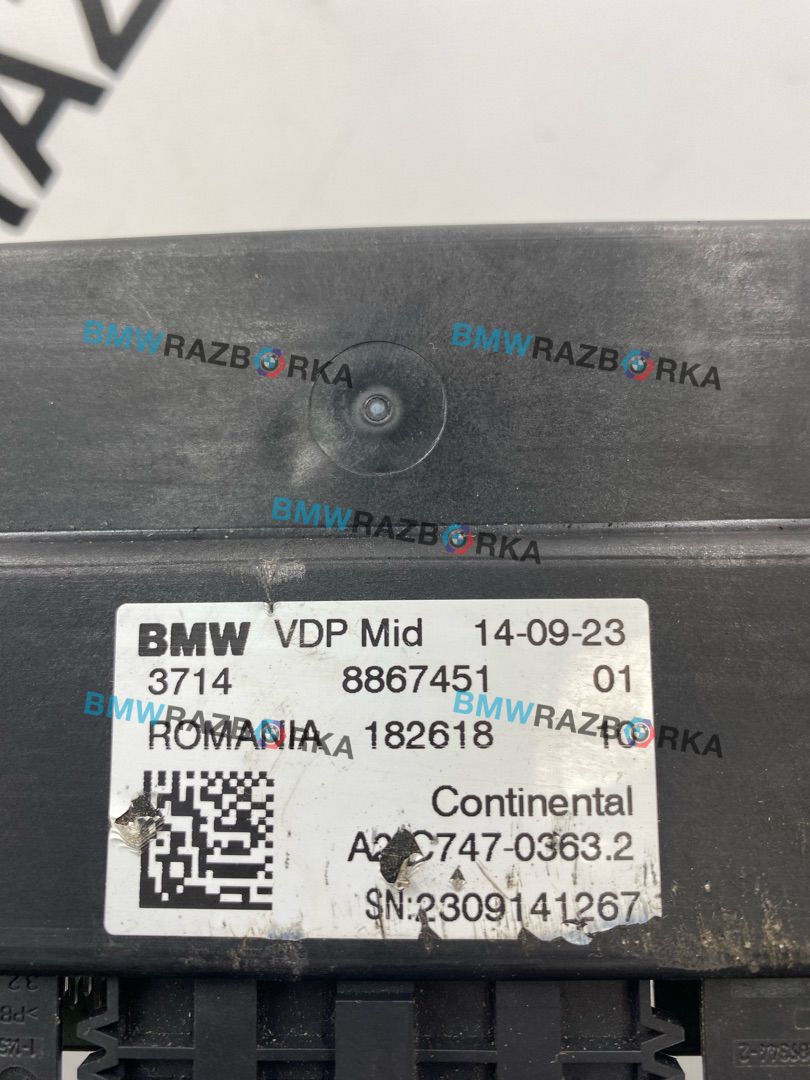 BMWRAZBORKA BMWRAZBORKA
BMWRAZBORKA
BMW VDP Mid 14-09-23
3714 8867451 01
BMWRAZBORKA BMWRAZBORKA
ROMANIA 182618 10
Continental
SN:2309141267